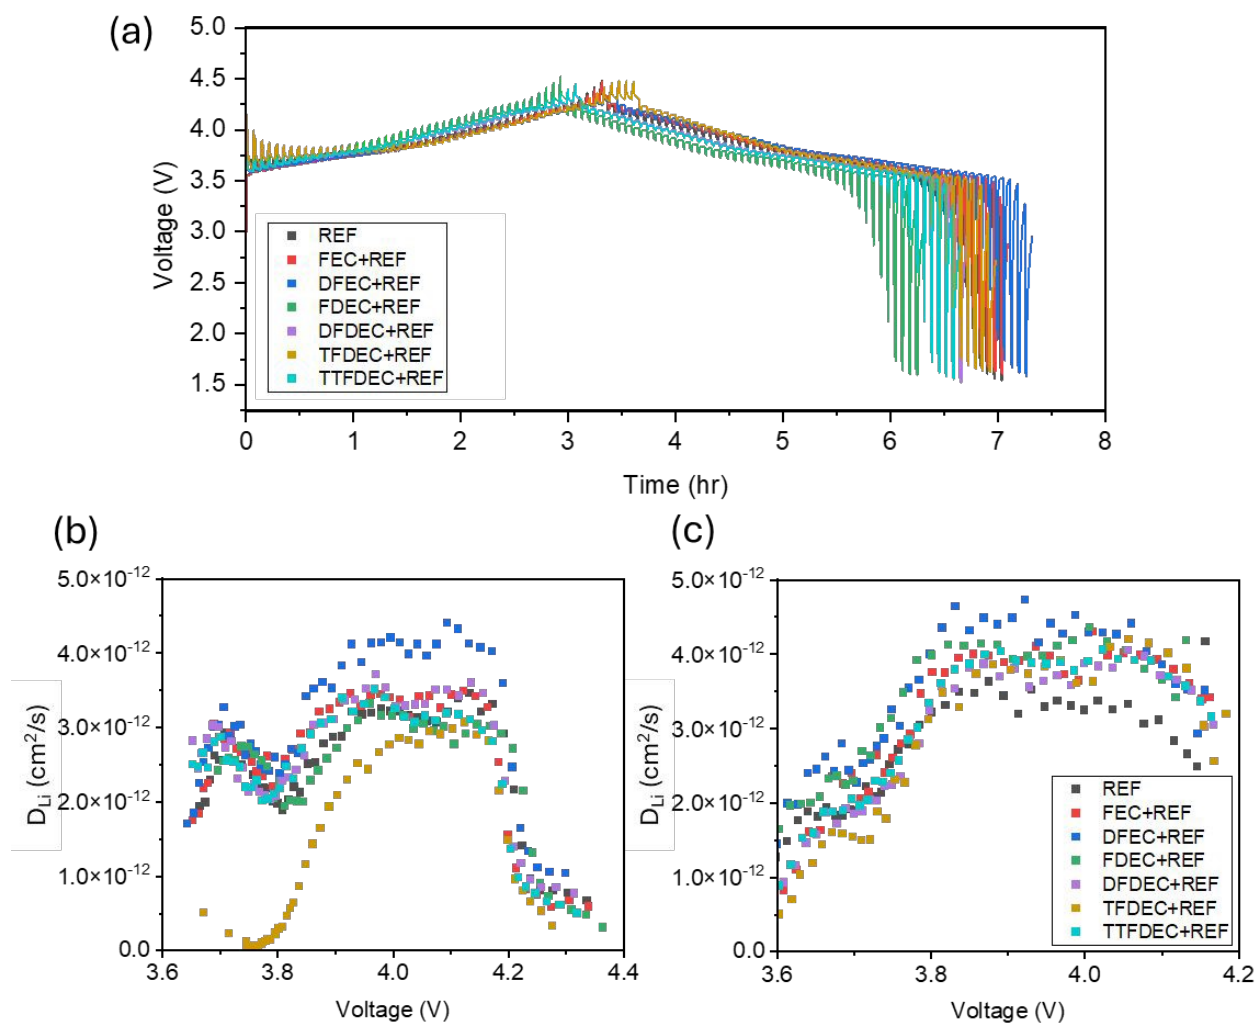 (a)
5.0
4.5
4.0
3.5
3.0
2.5
2.0
1.5
Voltage (V)
REF
FEC+REF
DFEC+REF
FDEC+REF
DFDEC+REF
TFDEC+REF
TTFDEC+REF
0 1 2 3 4 5 6 7 8
Time (hr)
(b)
5.0×10⁻¹²
4.0×10⁻¹²
3.0×10⁻¹²
2.0×10⁻¹²
1.0×10⁻¹²
0.0
D_Li (cm²/s)
3.6 3.8 4.0 4.2 4.4
Voltage (V)
(c)
5.0×10⁻¹²
4.0×10⁻¹²
3.0×10⁻¹²
2.0×10⁻¹²
1.0×10⁻¹²
0.0
D_Li (cm²/s)
REF
FEC+REF
DFEC+REF
FDEC+REF
DFDEC+REF
TFDEC+REF
TTFDEC+REF
3.6 3.8 4.0 4.2
Voltage (V)